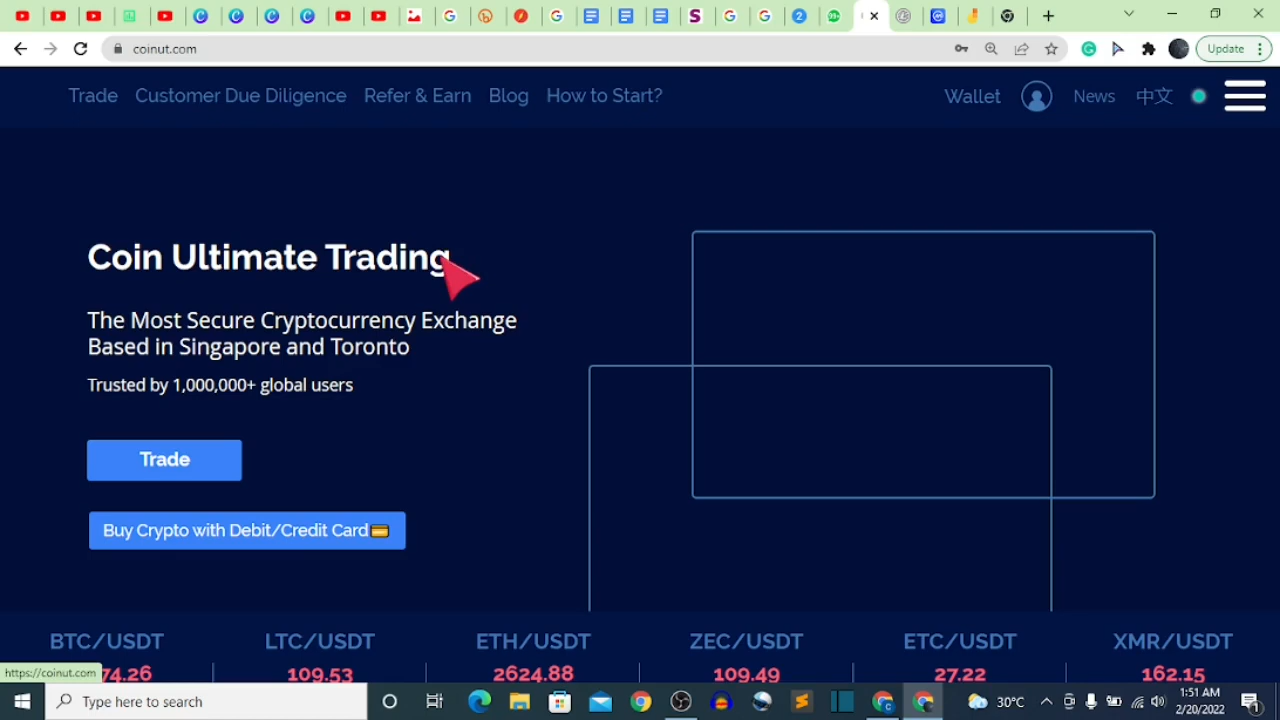 coinut.com
Update
Trade Customer Due Diligence Refer & Earn Blog How to Start? Wallet News 中文
Coin Ultimate Trading
The Most Secure Cryptocurrency Exchange
Based in Singapore and Toronto
Trusted by 1,000,000+ global users
Trade
Buy Crypto with Debit/Credit Card
BTC/USDT LTC/USDT ETH/USDT ZEC/USDT ETC/USDT XMR/USDT
https://coinut.com 74.26 109.53 2624.88 109.49 27.22 162.15
Type here to search
30°C
1:51 AM
2/20/2022